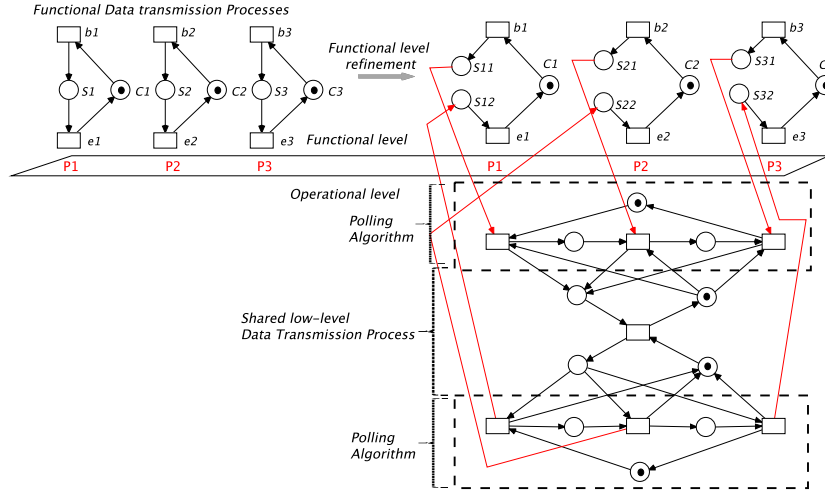 Functional Data transmission Processes
b1 b2 b3
S1 C1 S2 C2 S3 C3
e1 e2 e3
Functional level
refinement
b1 b2 b3
S11 S21 S31
C1 C2 C
S12 S22 S32
e1 e2 e3
Functional level
P1 P2 P3 P1 P2 P3
Operational level
Polling
Algorithm
Shared low-level
Data Transmission Process
Polling
Algorithm